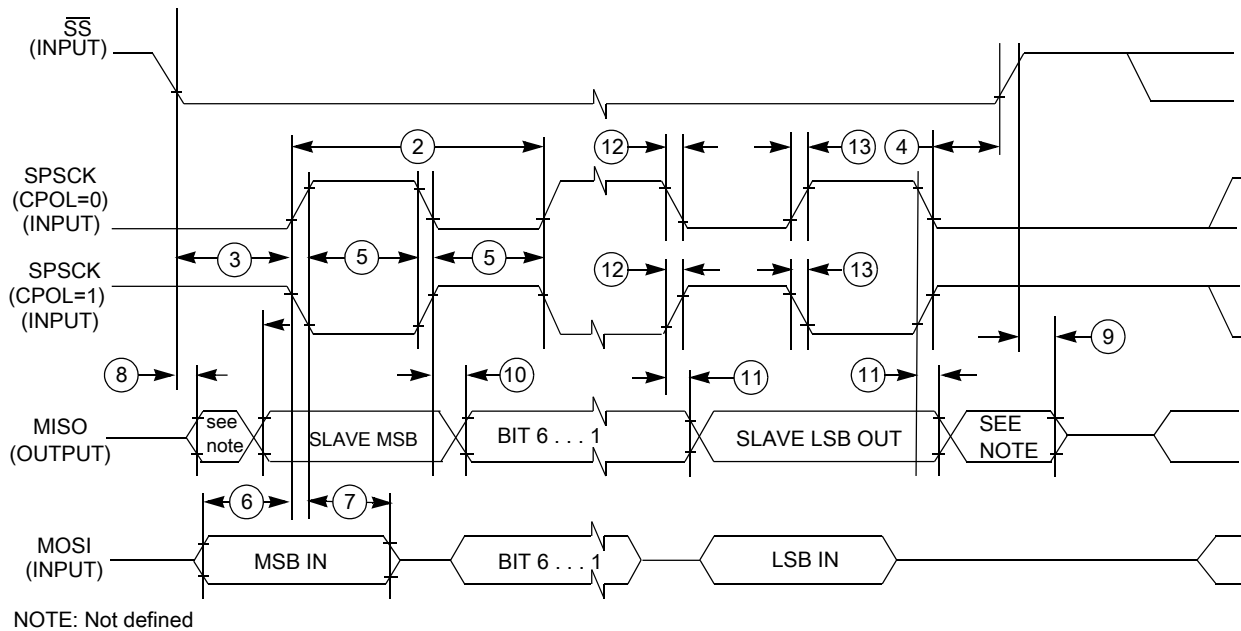 SS
(INPUT)
2
12
13
4
SPSCK
(CPOL=0)
(INPUT)
3
5
5
SPSCK
(CPOL=1)
(INPUT)
12
13
8
10
11
11
9
MISO
(OUTPUT)
see
note
SLAVE MSB
BIT 6 . . . 1
SLAVE LSB OUT
SEE
NOTE
6
7
MOSI
(INPUT)
MSB IN
BIT 6 . . . 1
LSB IN
NOTE: Not defined